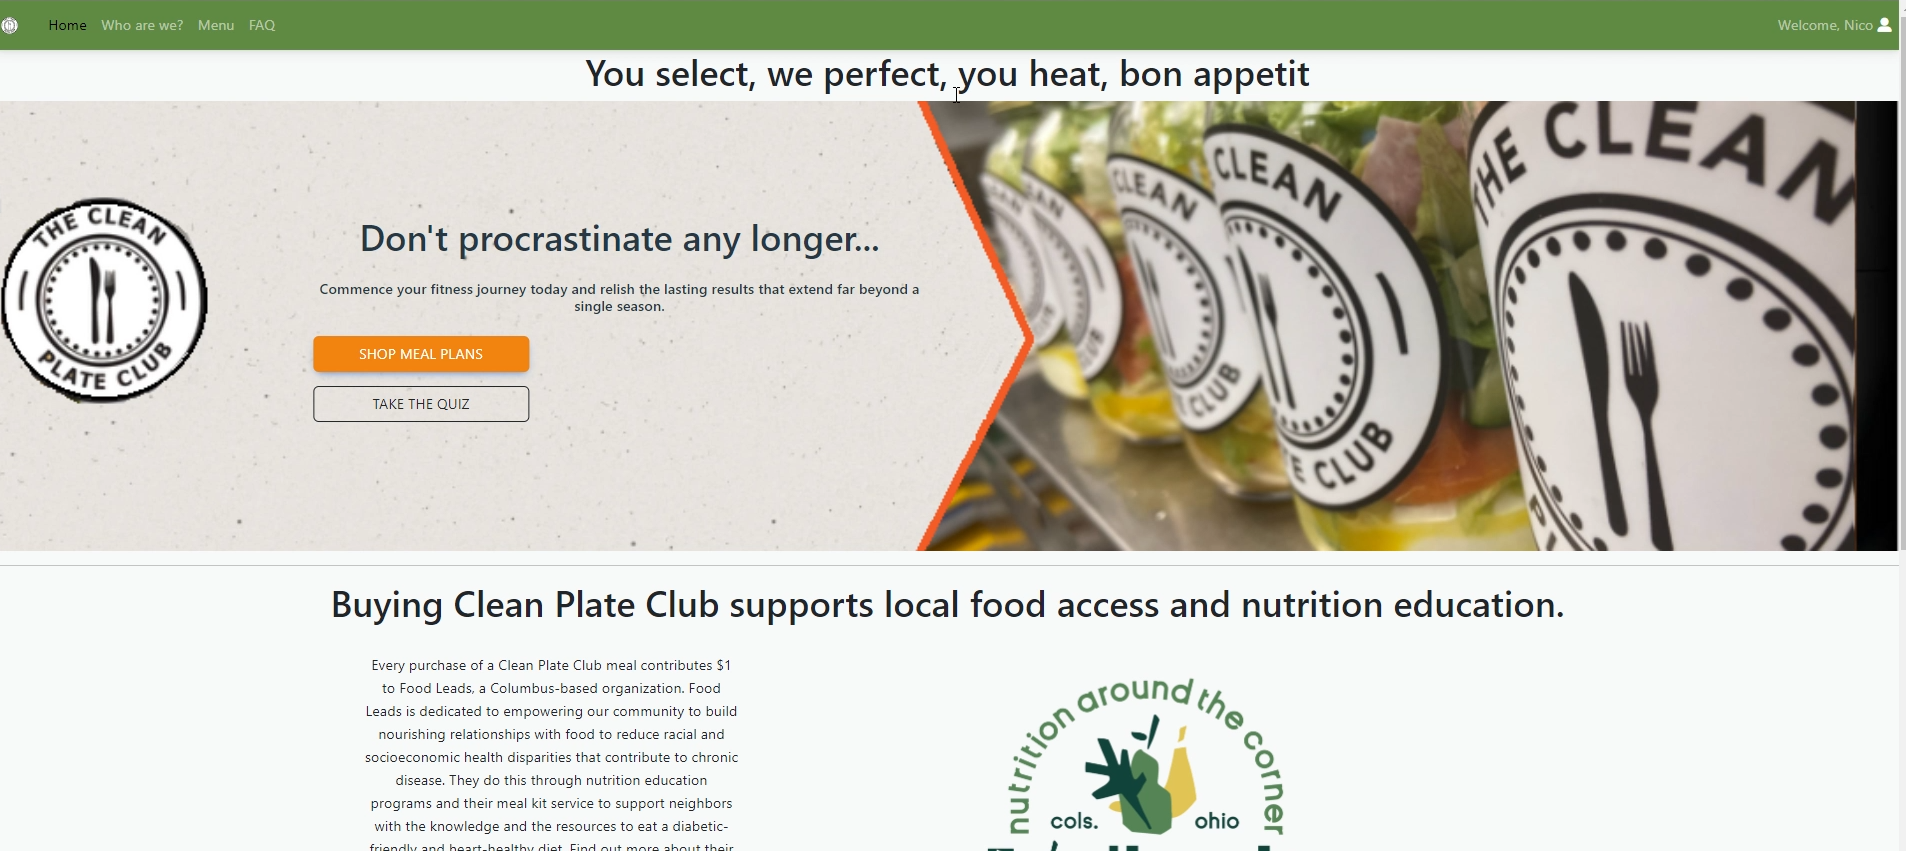 Home Who are we? Menu FAQ Welcome, Nico
You select, we perfect, you heat, bon appetit
THE CLEAN
PLATE CLUB
Don't procrastinate any longer...
Commence your fitness journey today and relish the lasting results that extend far beyond a
single season.
SHOP MEAL PLANS
TAKE THE QUIZ
CLEAN
CLUB
CLEAN
CLUB
THE CLEAN
Buying Clean Plate Club supports local food access and nutrition education.
Every purchase of a Clean Plate Club meal contributes $1
to Food Leads, a Columbus-based organization. Food
Leads is dedicated to empowering our community to build
nourishing relationships with food to reduce racial and
socioeconomic health disparities that contribute to chronic
disease. They do this through nutrition education
programs and their meal kit service to support neighbors
with the knowledge and the resources to eat a diabetic-
friendly and heart-healthy diet. Find out more about their
nutrition around the corner
cols. ohio